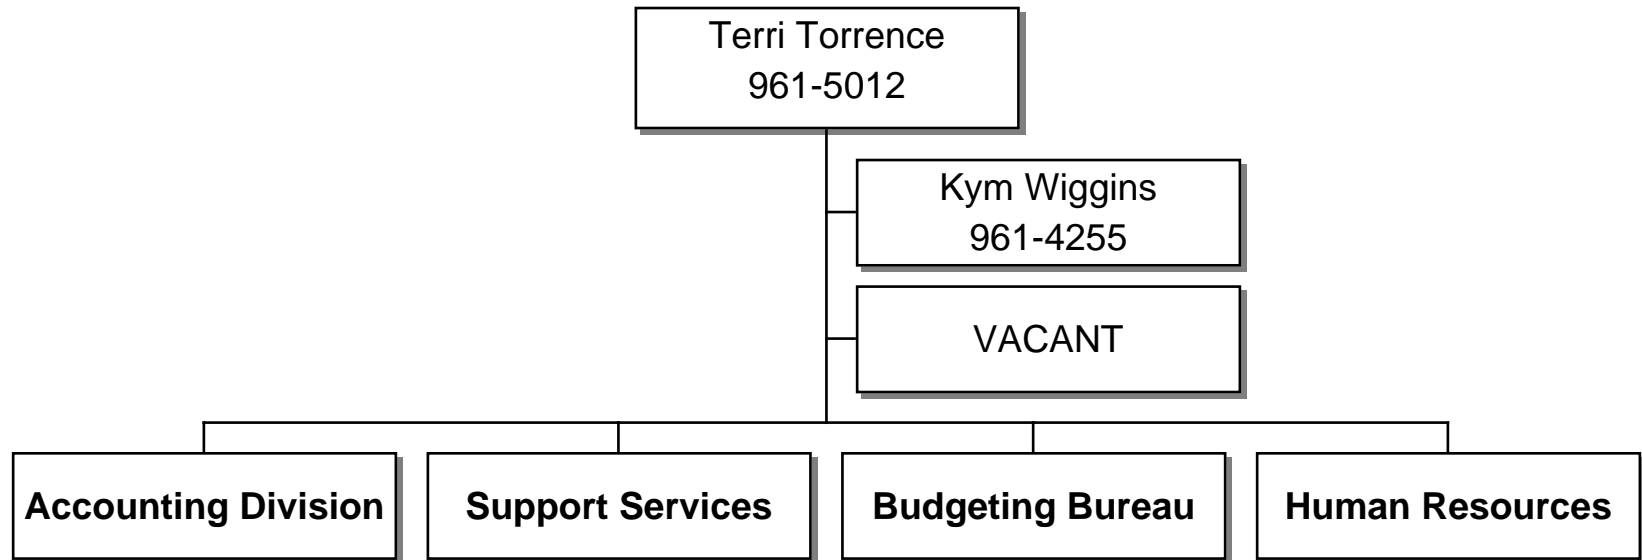 Terri Torrence
961-5012
Kym Wiggins
961-4255
VACANT
Accounting Division
Support Services
Budgeting Bureau
Human Resources